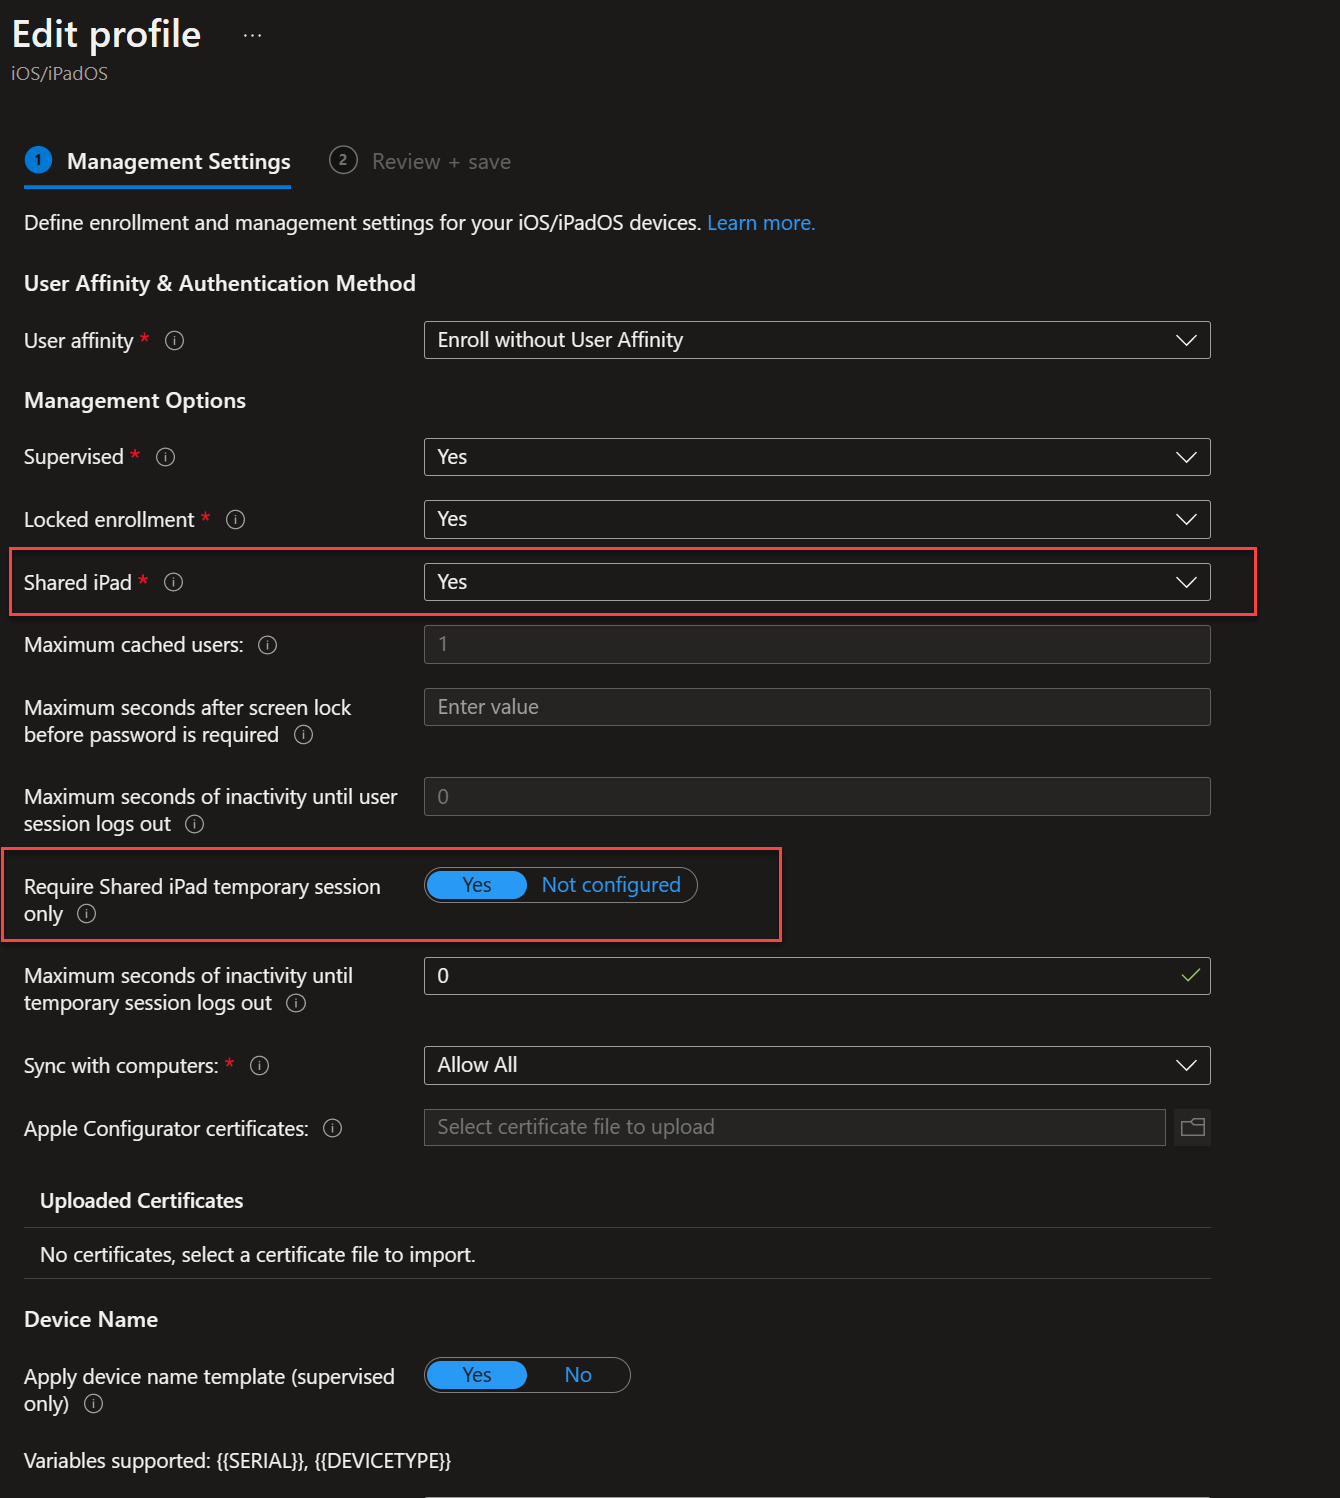 Edit profile ...
iOS/iPadOS
1 Management Settings 2 Review + save
Define enrollment and management settings for your iOS/iPadOS devices. Learn more.
User Affinity & Authentication Method
User affinity * Enroll without User Affinity
Management Options
Supervised * Yes
Locked enrollment * Yes
Shared iPad * Yes
Maximum cached users: 1
Maximum seconds after screen lock
before password is required
Enter value
Maximum seconds of inactivity until user
session logs out
0
Require Shared iPad temporary session
only
Yes Not configured
Maximum seconds of inactivity until
temporary session logs out
0
Sync with computers: * Allow All
Apple Configurator certificates: Select certificate file to upload
Uploaded Certificates
No certificates, select a certificate file to import.
Device Name
Apply device name template (supervised
only)
Yes No
Variables supported: {{SERIAL}}, {{DEVICETYPE}}